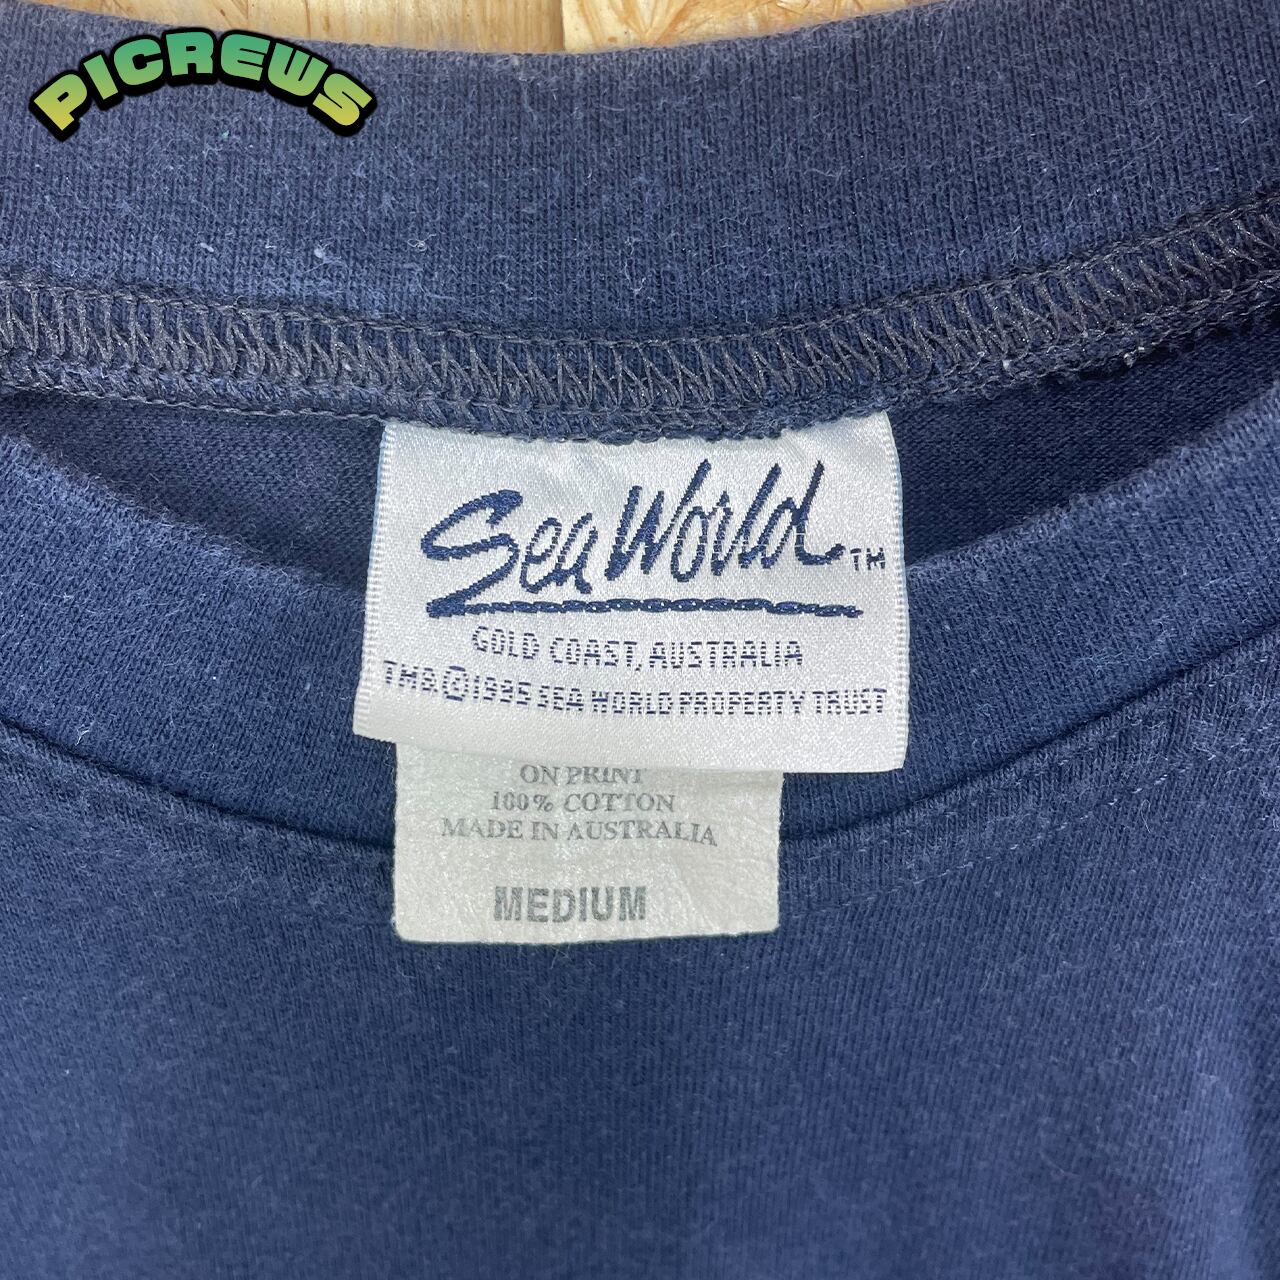 PICREWS
Sea World TM
GOLD COAST, AUSTRALIA
TM& ©1995 SEA WORLD PROPERTY TRUST
ON PRINT
100% COTTON
MADE IN AUSTRALIA
MEDIUM